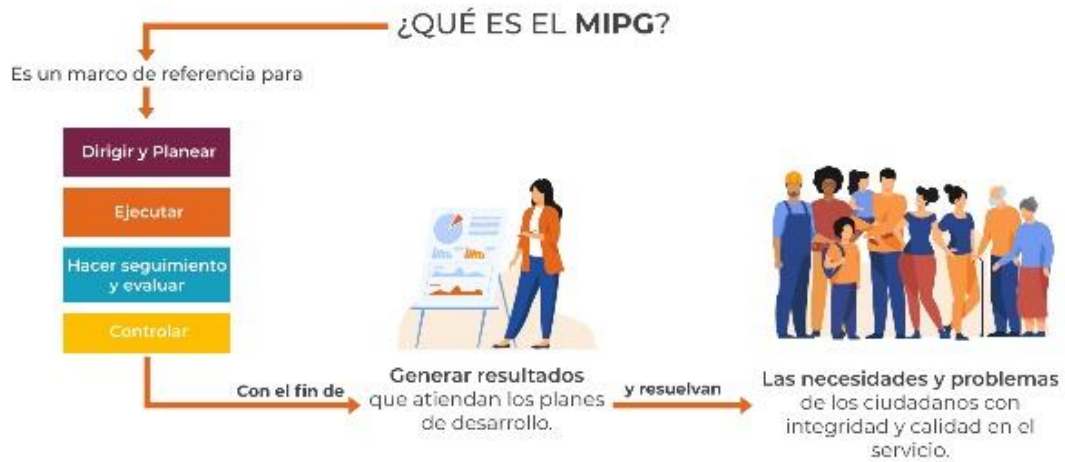 ¿QUÉ ES EL MIPG?
Es un marco de referencia para
Dirigir y Planear
Ejecutar
Hacer seguimiento
y evaluar
Controlar
Con el fin de
Generar resultados
que atiendan los planes
de desarrollo.
y resuelvan
Las necesidades y problemas
de los ciudadanos con
integridad y calidad en el
servicio.